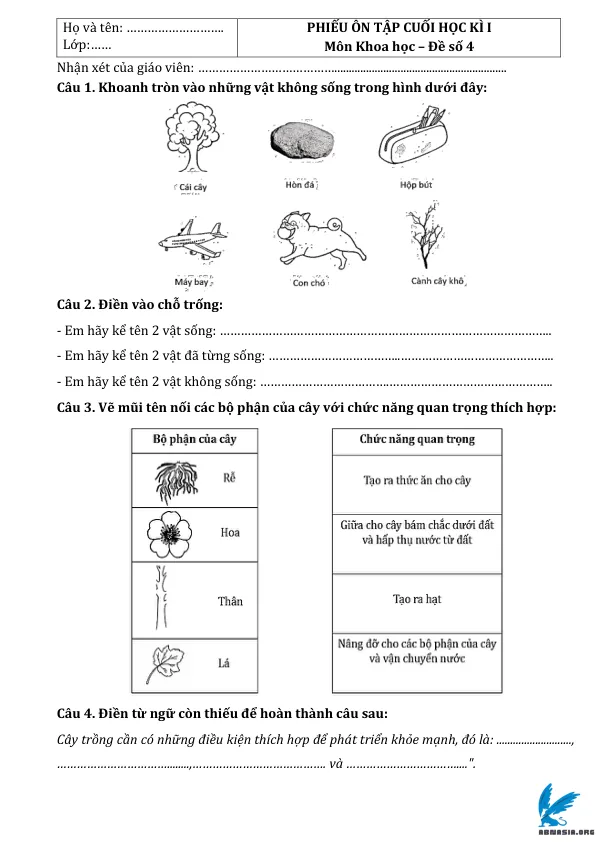 Họ và tên: ……………………….
Lớp:……
PHIẾU ÔN TẬP CUỐI HỌC KÌ I
Môn Khoa học – Đề số 4
Nhận xét của giáo viên: …………………………………...............................................................
Câu 1. Khoanh tròn vào những vật không sống trong hình dưới đây:
Cái cây
Hòn đá
Hộp bút
Máy bay
Con chó
Cành cây khô
Câu 2. Điền vào chỗ trống:
- Em hãy kể tên 2 vật sống: …………………………………………………………………………………..
- Em hãy kể tên 2 vật đã từng sống: ………………………………..……………………………………..
- Em hãy kể tên 2 vật không sống: ………………………………………………………………………..
Câu 3. Vẽ mũi tên nối các bộ phận của cây với chức năng quan trọng thích hợp:
Bộ phận của cây
Rễ
Hoa
Thân
Lá
Chức năng quan trọng
Tạo ra thức ăn cho cây
Giữa cho cây bám chắc dưới đất
và hấp thụ nước từ đất
Tạo ra hạt
Nâng đỡ cho các bộ phận của cây
và vận chuyển nước
Câu 4. Điền từ ngữ còn thiếu để hoàn thành câu sau:
Cây trồng cần có những điều kiện thích hợp để phát triển khỏe mạnh, đó là: ............................,
……………………………........,…………………………………. và …………………………….....".
ABNASIA.ORG